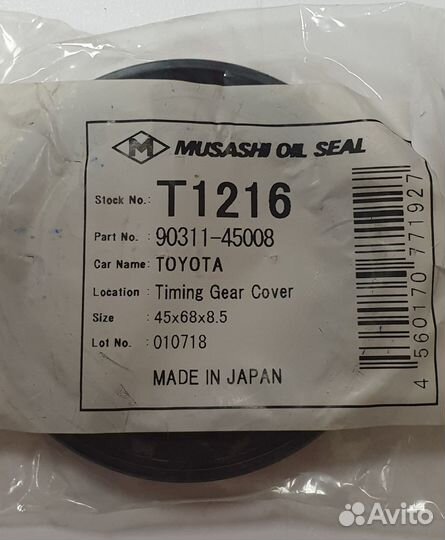 M MUSASHI OIL SEAL
Stock No.: T1216
Part No. : 90311-45008
Car Name: TOYOTA
Location : Timing Gear Cover
Size : 45x68x8.5
Lot No. : 010718
MADE IN JAPAN
4 560170 771927
Avito